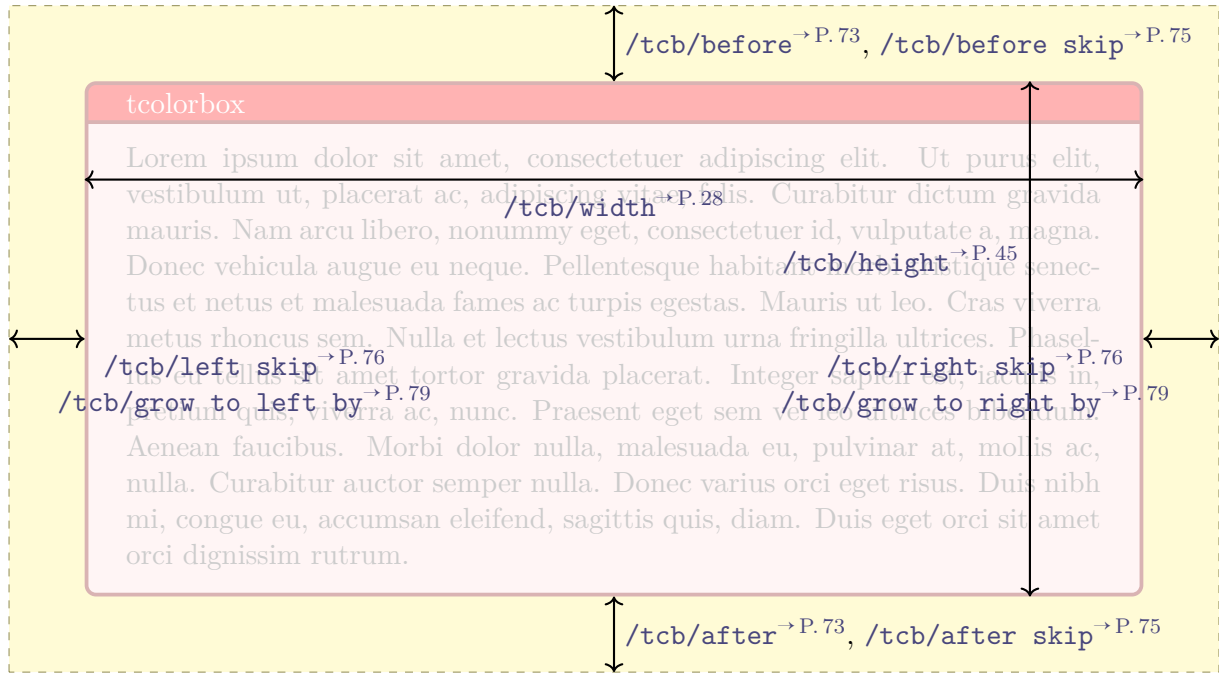 /tcb/before→P. 73, /tcb/before skip→P. 75
tcolorbox
Lorem ipsum dolor sit amet, consectetuer adipiscing elit. Ut purus elit,
vestibulum ut, placerat ac, adipiscing vitae, felis. Curabitur dictum gravida
/tcb/width→P. 28
mauris. Nam arcu libero, nonummy eget, consectetuer id, vulputate a, magna.
Donec vehicula augue eu neque. Pellentesque habitant morbi tristique senec-
/tcb/height→P. 45
tus et netus et malesuada fames ac turpis egestas. Mauris ut leo. Cras viverra
metus rhoncus sem. Nulla et lectus vestibulum urna fringilla ultrices. Phasel-
/tcb/left skip→P. 76
/tcb/right skip→P. 76
lus eu tellus sit amet tortor gravida placerat. Integer sapien est, iaculis in,
/tcb/grow to left by→P. 79
/tcb/grow to right by→P. 79
pretium quis, viverra ac, nunc. Praesent eget sem vel leo ultrices bibendum.
Aenean faucibus. Morbi dolor nulla, malesuada eu, pulvinar at, mollis ac,
nulla. Curabitur auctor semper nulla. Donec varius orci eget risus. Duis nibh
mi, congue eu, accumsan eleifend, sagittis quis, diam. Duis eget orci sit amet
orci dignissim rutrum.
/tcb/after→P. 73, /tcb/after skip→P. 75